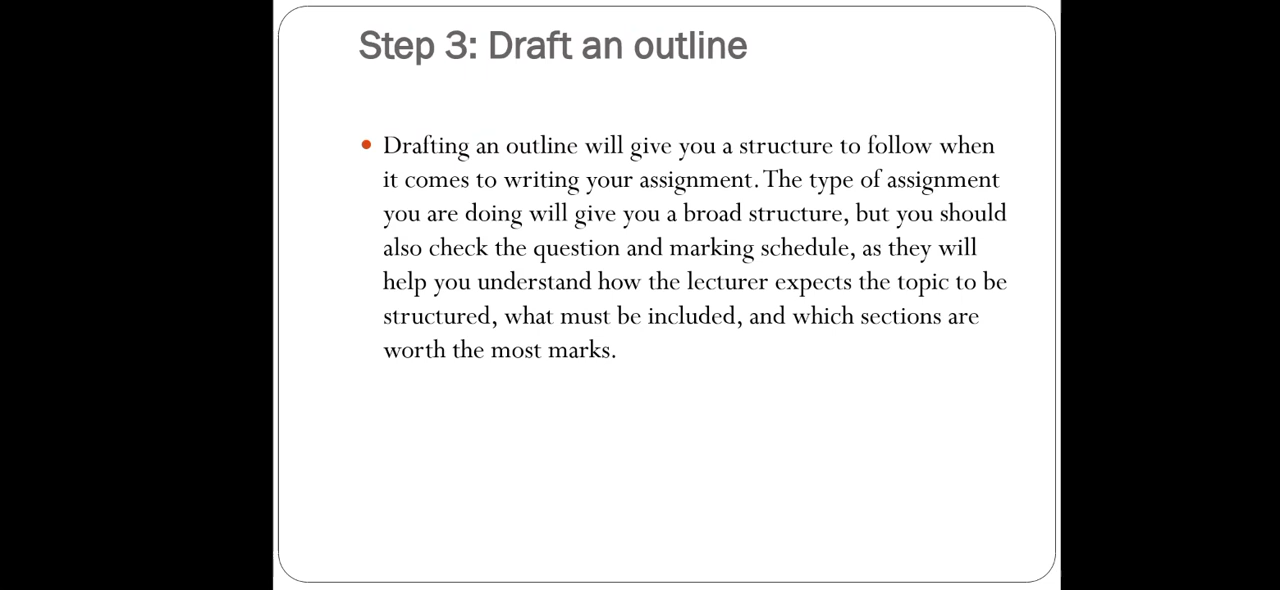 Step 3: Draft an outline
Drafting an outline will give you a structure to follow when
it comes to writing your assignment. The type of assignment
you are doing will give you a broad structure, but you should
also check the question and marking schedule, as they will
help you understand how the lecturer expects the topic to be
structured, what must be included, and which sections are
worth the most marks.